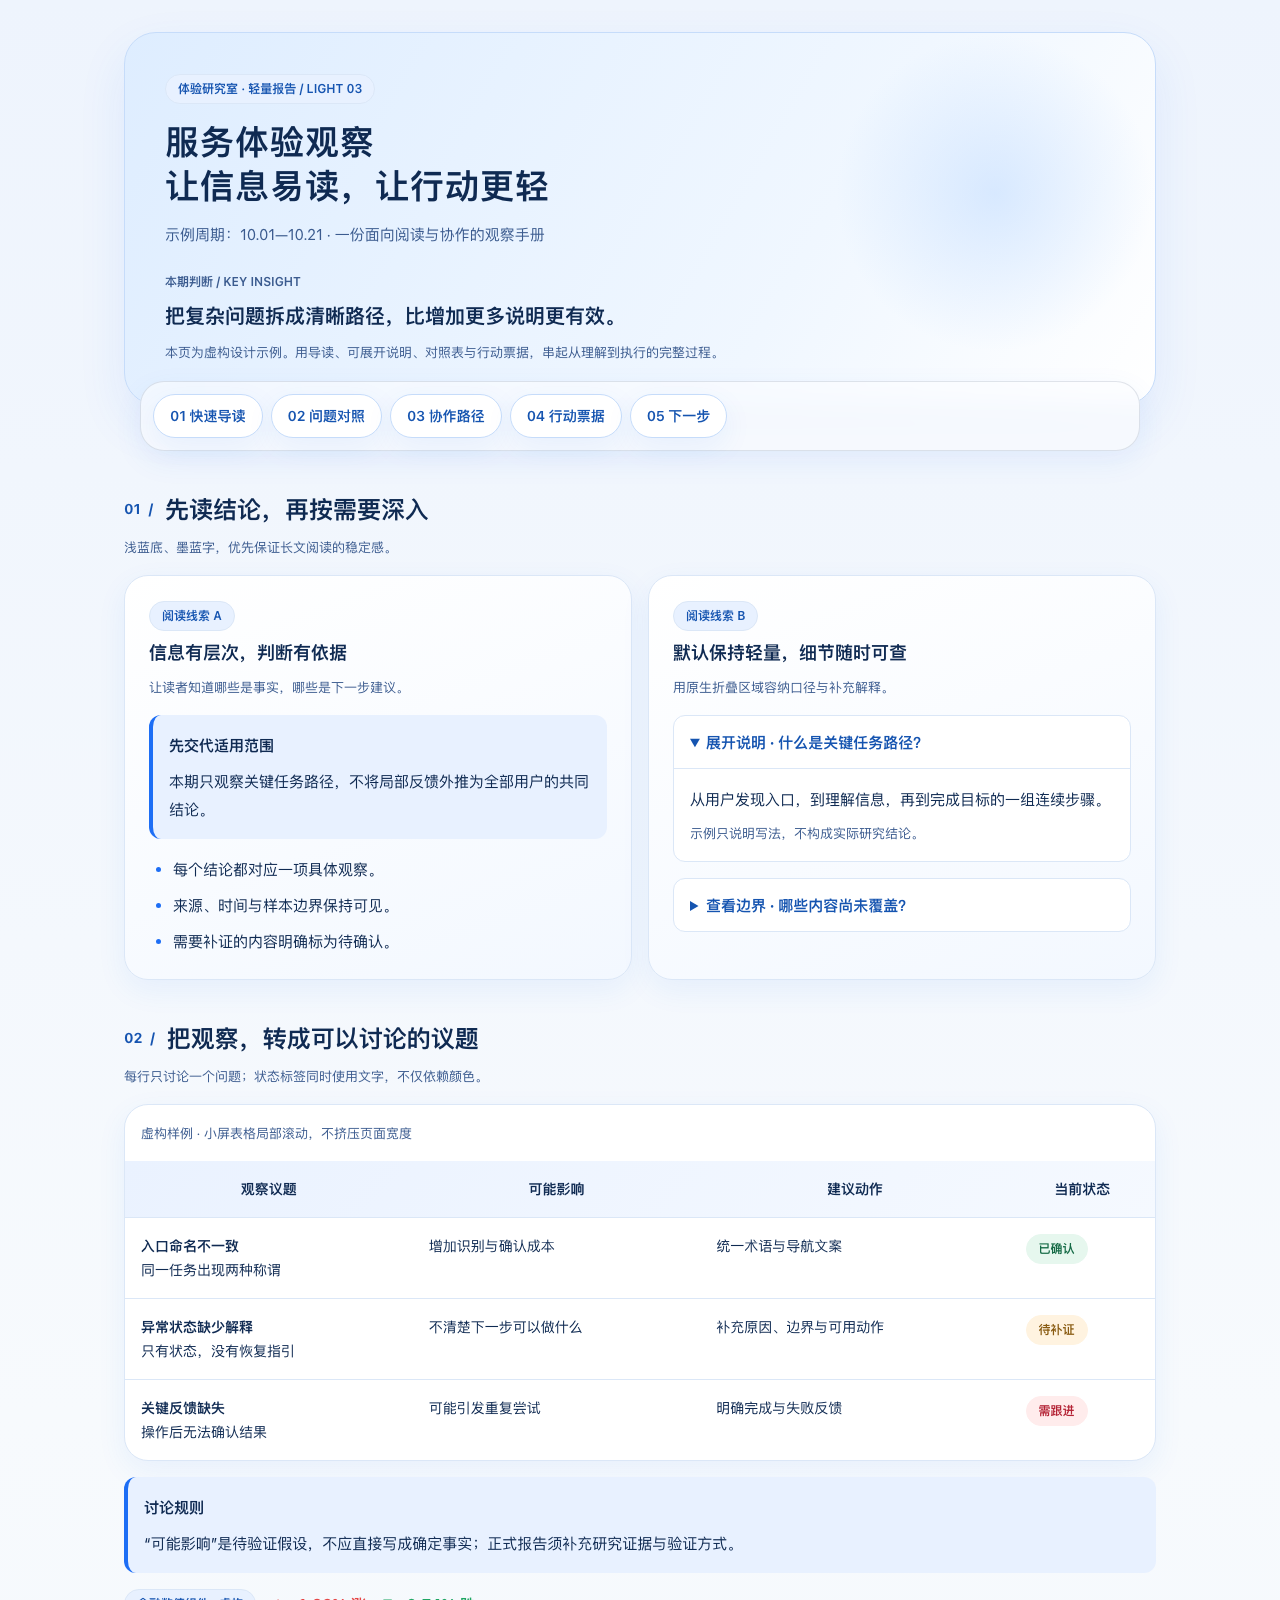 体验研究室 · 轻量报告 / LIGHT 03
服务体验观察
让信息易读，让行动更轻
示例周期：10.01—10.21 · 一份面向阅读与协作的观察手册
本期判断 / KEY INSIGHT
把复杂问题拆成清晰路径，比增加更多说明更有效。
本页为虚构设计示例。用导读、可展开说明、对照表与行动票据，串起从理解到执行的完整过程。
01 快速导读 02 问题对照 03 协作路径 04 行动票据 05 下一步
01 / 先读结论，再按需要深入
浅蓝底、墨蓝字，优先保证长文阅读的稳定感。
阅读线索 A
信息有层次，判断有依据
让读者知道哪些是事实，哪些是下一步建议。
先交代适用范围
本期只观察关键任务路径，不将局部反馈外推为全部用户的共同
结论。
每个结论都对应一项具体观察。
来源、时间与样本边界保持可见。
需要补证的内容明确标为待确认。
阅读线索 B
默认保持轻量，细节随时可查
用原生折叠区域容纳口径与补充解释。
展开说明 · 什么是关键任务路径?
从用户发现入口，到理解信息，再到完成目标的一组连续步骤。
示例只说明写法，不构成实际研究结论。
查看边界 · 哪些内容尚未覆盖?
02 / 把观察，转成可以讨论的议题
每行只讨论一个问题；状态标签同时使用文字，不仅依赖颜色。
虚构样例 · 小屏表格局部滚动，不挤压页面宽度
观察议题 可能影响 建议动作 当前状态
入口命名不一致 增加识别与确认成本 统一术语与导航文案 已确认
同一任务出现两种称谓
异常状态缺少解释 不清楚下一步可以做什么 补充原因、边界与可用动作 待补证
只有状态，没有恢复指引
关键反馈缺失 可能引发重复尝试 明确完成与失败反馈 需跟进
操作后无法确认结果
讨论规则
“可能影响”是待验证假设，不应直接写成确定事实；正式报告须补充研究证据与验证方式。